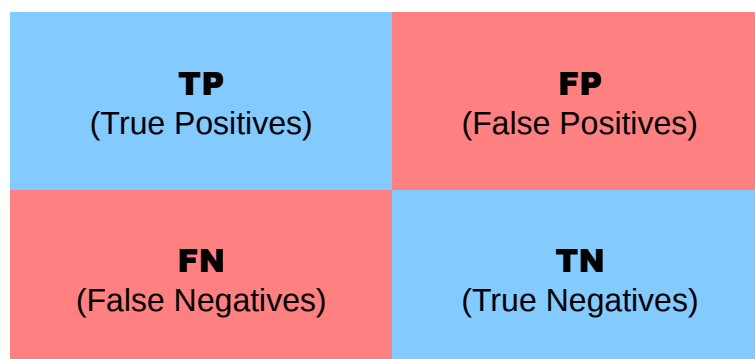 TP
(True Positives)
FP
(False Positives)
FN
(False Negatives)
TN
(True Negatives)